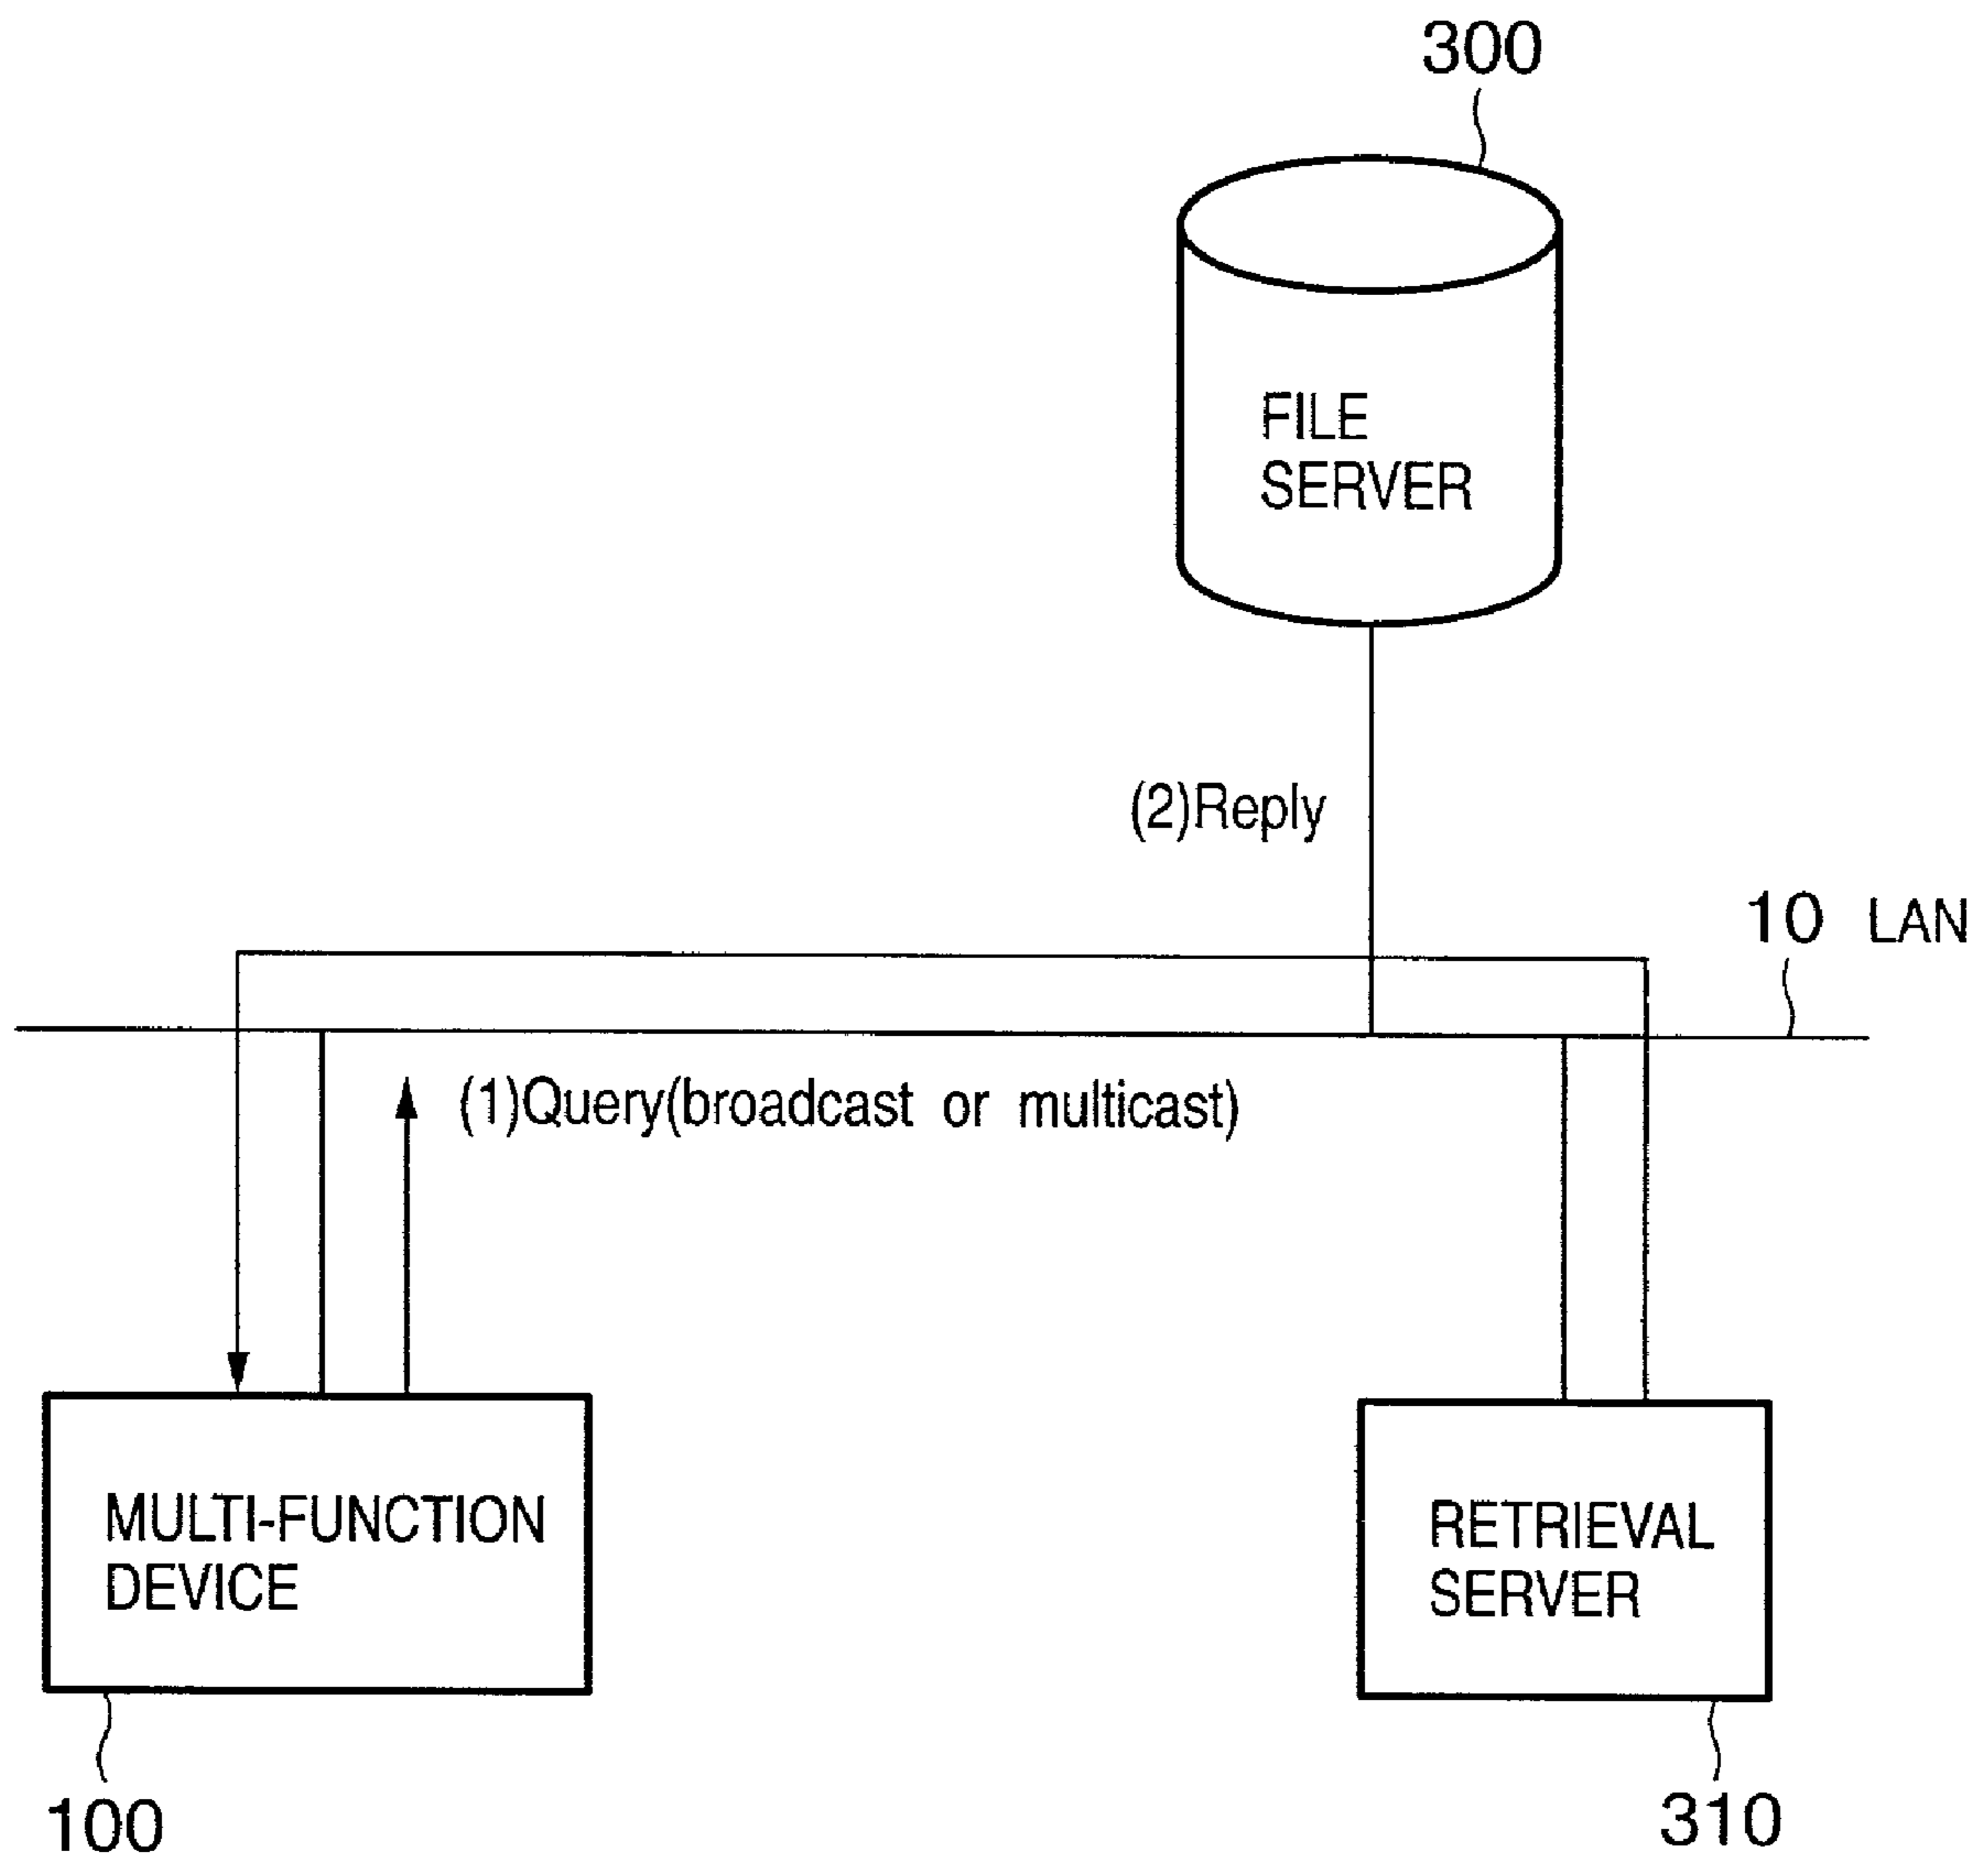 300
FILE
SERVER
(2)Reply
10 LAN
(1)Query(broadcast or multicast)
MULTI-FUNCTION
DEVICE
RETRIEVAL
SERVER
100
310